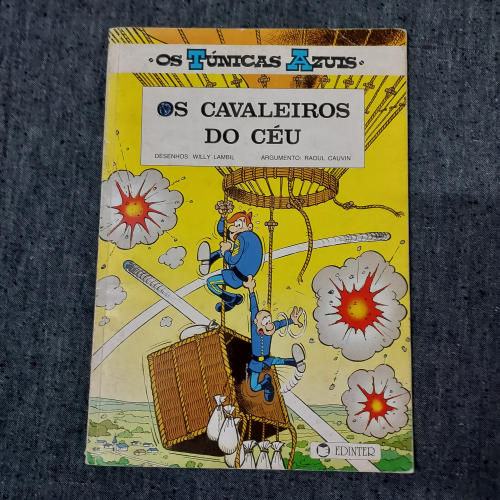 OS TÚNICAS AZUIS
OS CAVALEIROS
DO CÉU
DESENHOS: WILLY LAMBIL ARGUMENTO: RAOUL CAUVIN
EDINTER